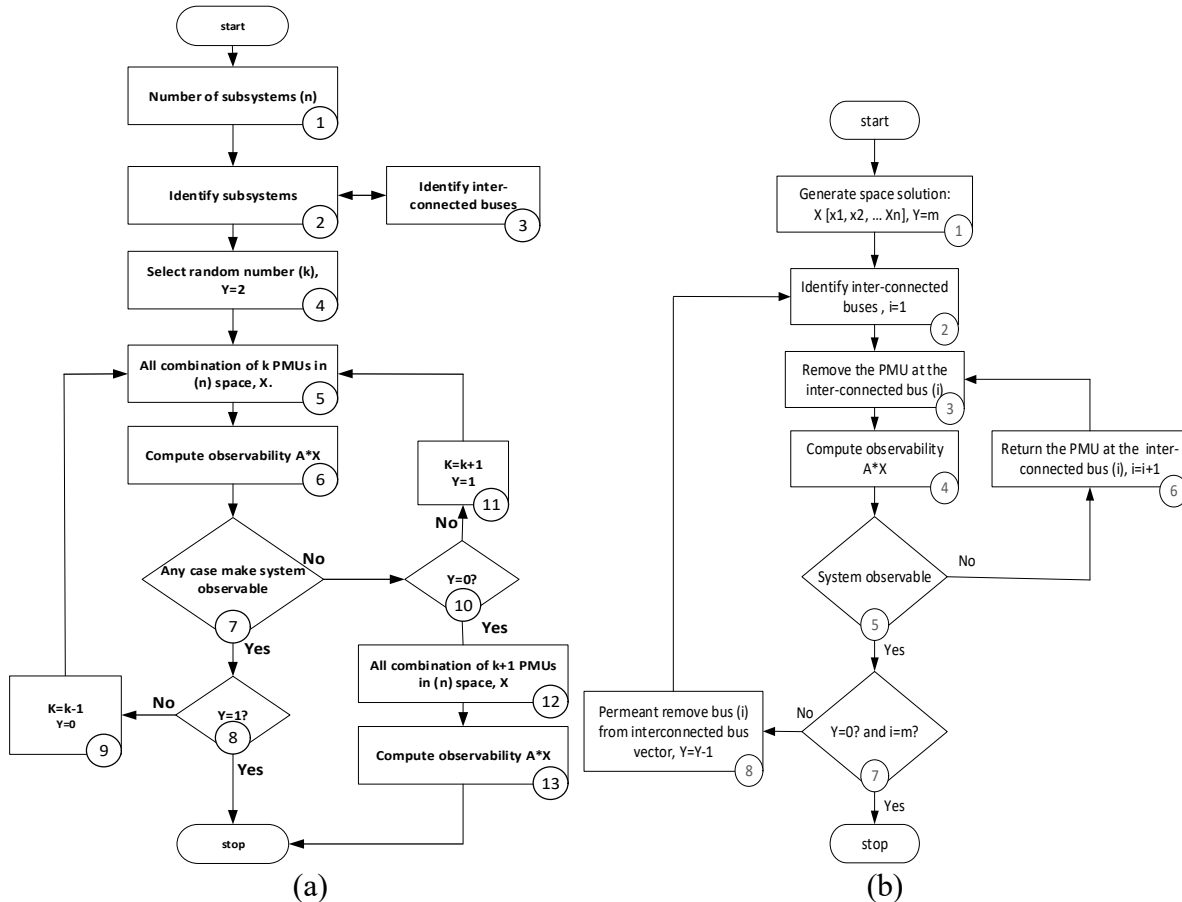 start
Number of subsystems (n)
1
Identify subsystems
2
Identify inter-
connected buses
3
Select random number (k),
Y=2
4
All combination of k PMUs in
(n) space, X.
5
Compute observability A*X
6
K=k+1
Y=1
11
No
Any case make system
observable
7
No
Y=0?
10
Yes
Yes
All combination of k+1 PMUs
in (n) space, X
12
K=k-1
Y=0
9
No
Y=1?
8
Yes
Compute observability A*X
13
stop
(a)
start
Generate space solution:
X [x1, x2, ... Xn], Y=m
1
Identify inter-connected
buses , i=1
2
Remove the PMU at the
inter-connected bus (i)
3
Compute observability
A*X
4
Return the PMU at the inter-
connected bus (i), i=i+1
6
System observable
No
5
Yes
Permeant remove bus (i)
from interconnected bus
vector, Y=Y-1
8
No
Y=0? and i=m?
7
Yes
stop
(b)